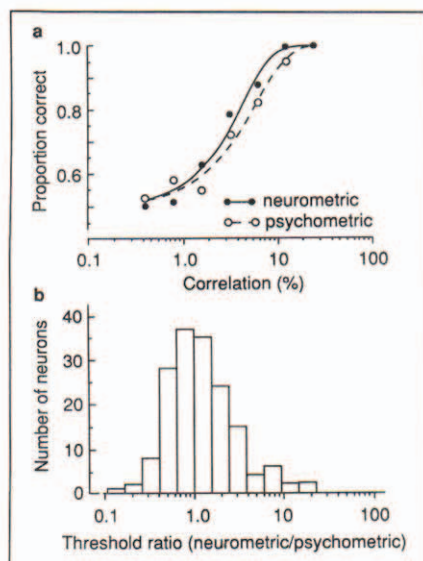 a
1.0
0.8
0.6
Proportion correct
neurometric
psychometric
0.1
1.0
10
100
Correlation (%)
b
40
30
20
10
0
Number of neurons
0.1
1.0
10
100
Threshold ratio (neurometric/psychometric)